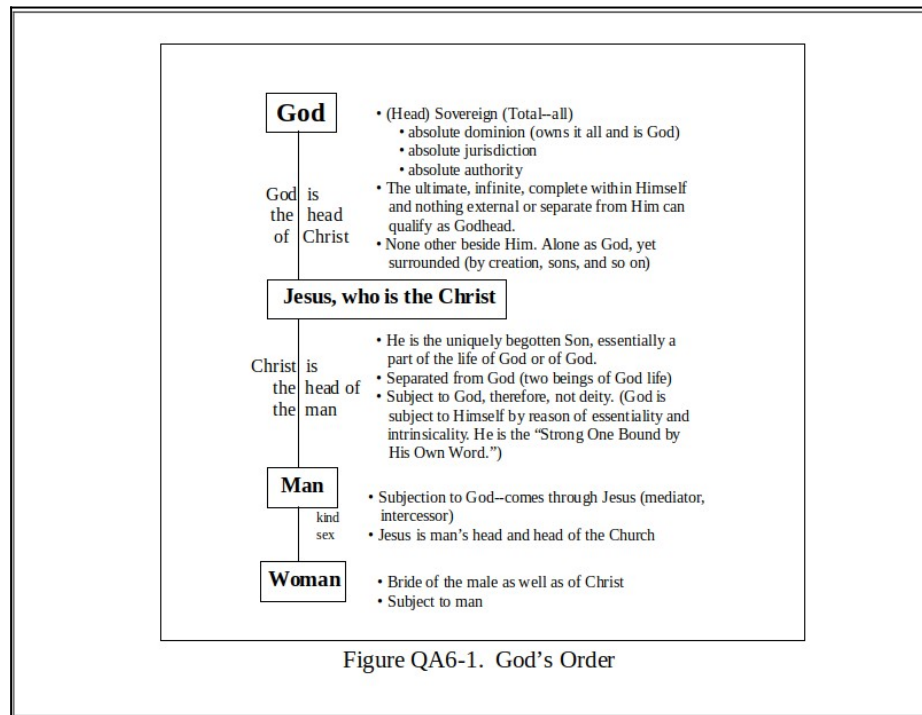 God
• (Head) Sovereign (Total--all)
• absolute dominion (owns it all and is God)
• absolute jurisdiction
• absolute authority
• The ultimate, infinite, complete within Himself
and nothing external or separate from Him can
qualify as Godhead.
• None other beside Him. Alone as God, yet
surrounded (by creation, sons, and so on)
God is
the head
of Christ
Jesus, who is the Christ
• He is the uniquely begotten Son, essentially a
part of the life of God or of God.
• Separated from God (two beings of God life)
• Subject to God, therefore, not deity. (God is
subject to Himself by reason of essentiality and
intrinsicality. He is the “Strong One Bound by
His Own Word.”)
Christ is
the head of
the man
Man
• Subjection to God--comes through Jesus (mediator,
intercessor)
• Jesus is man’s head and head of the Church
kind
sex
Woman
• Bride of the male as well as of Christ
• Subject to man
Figure QA6-1. God’s Order